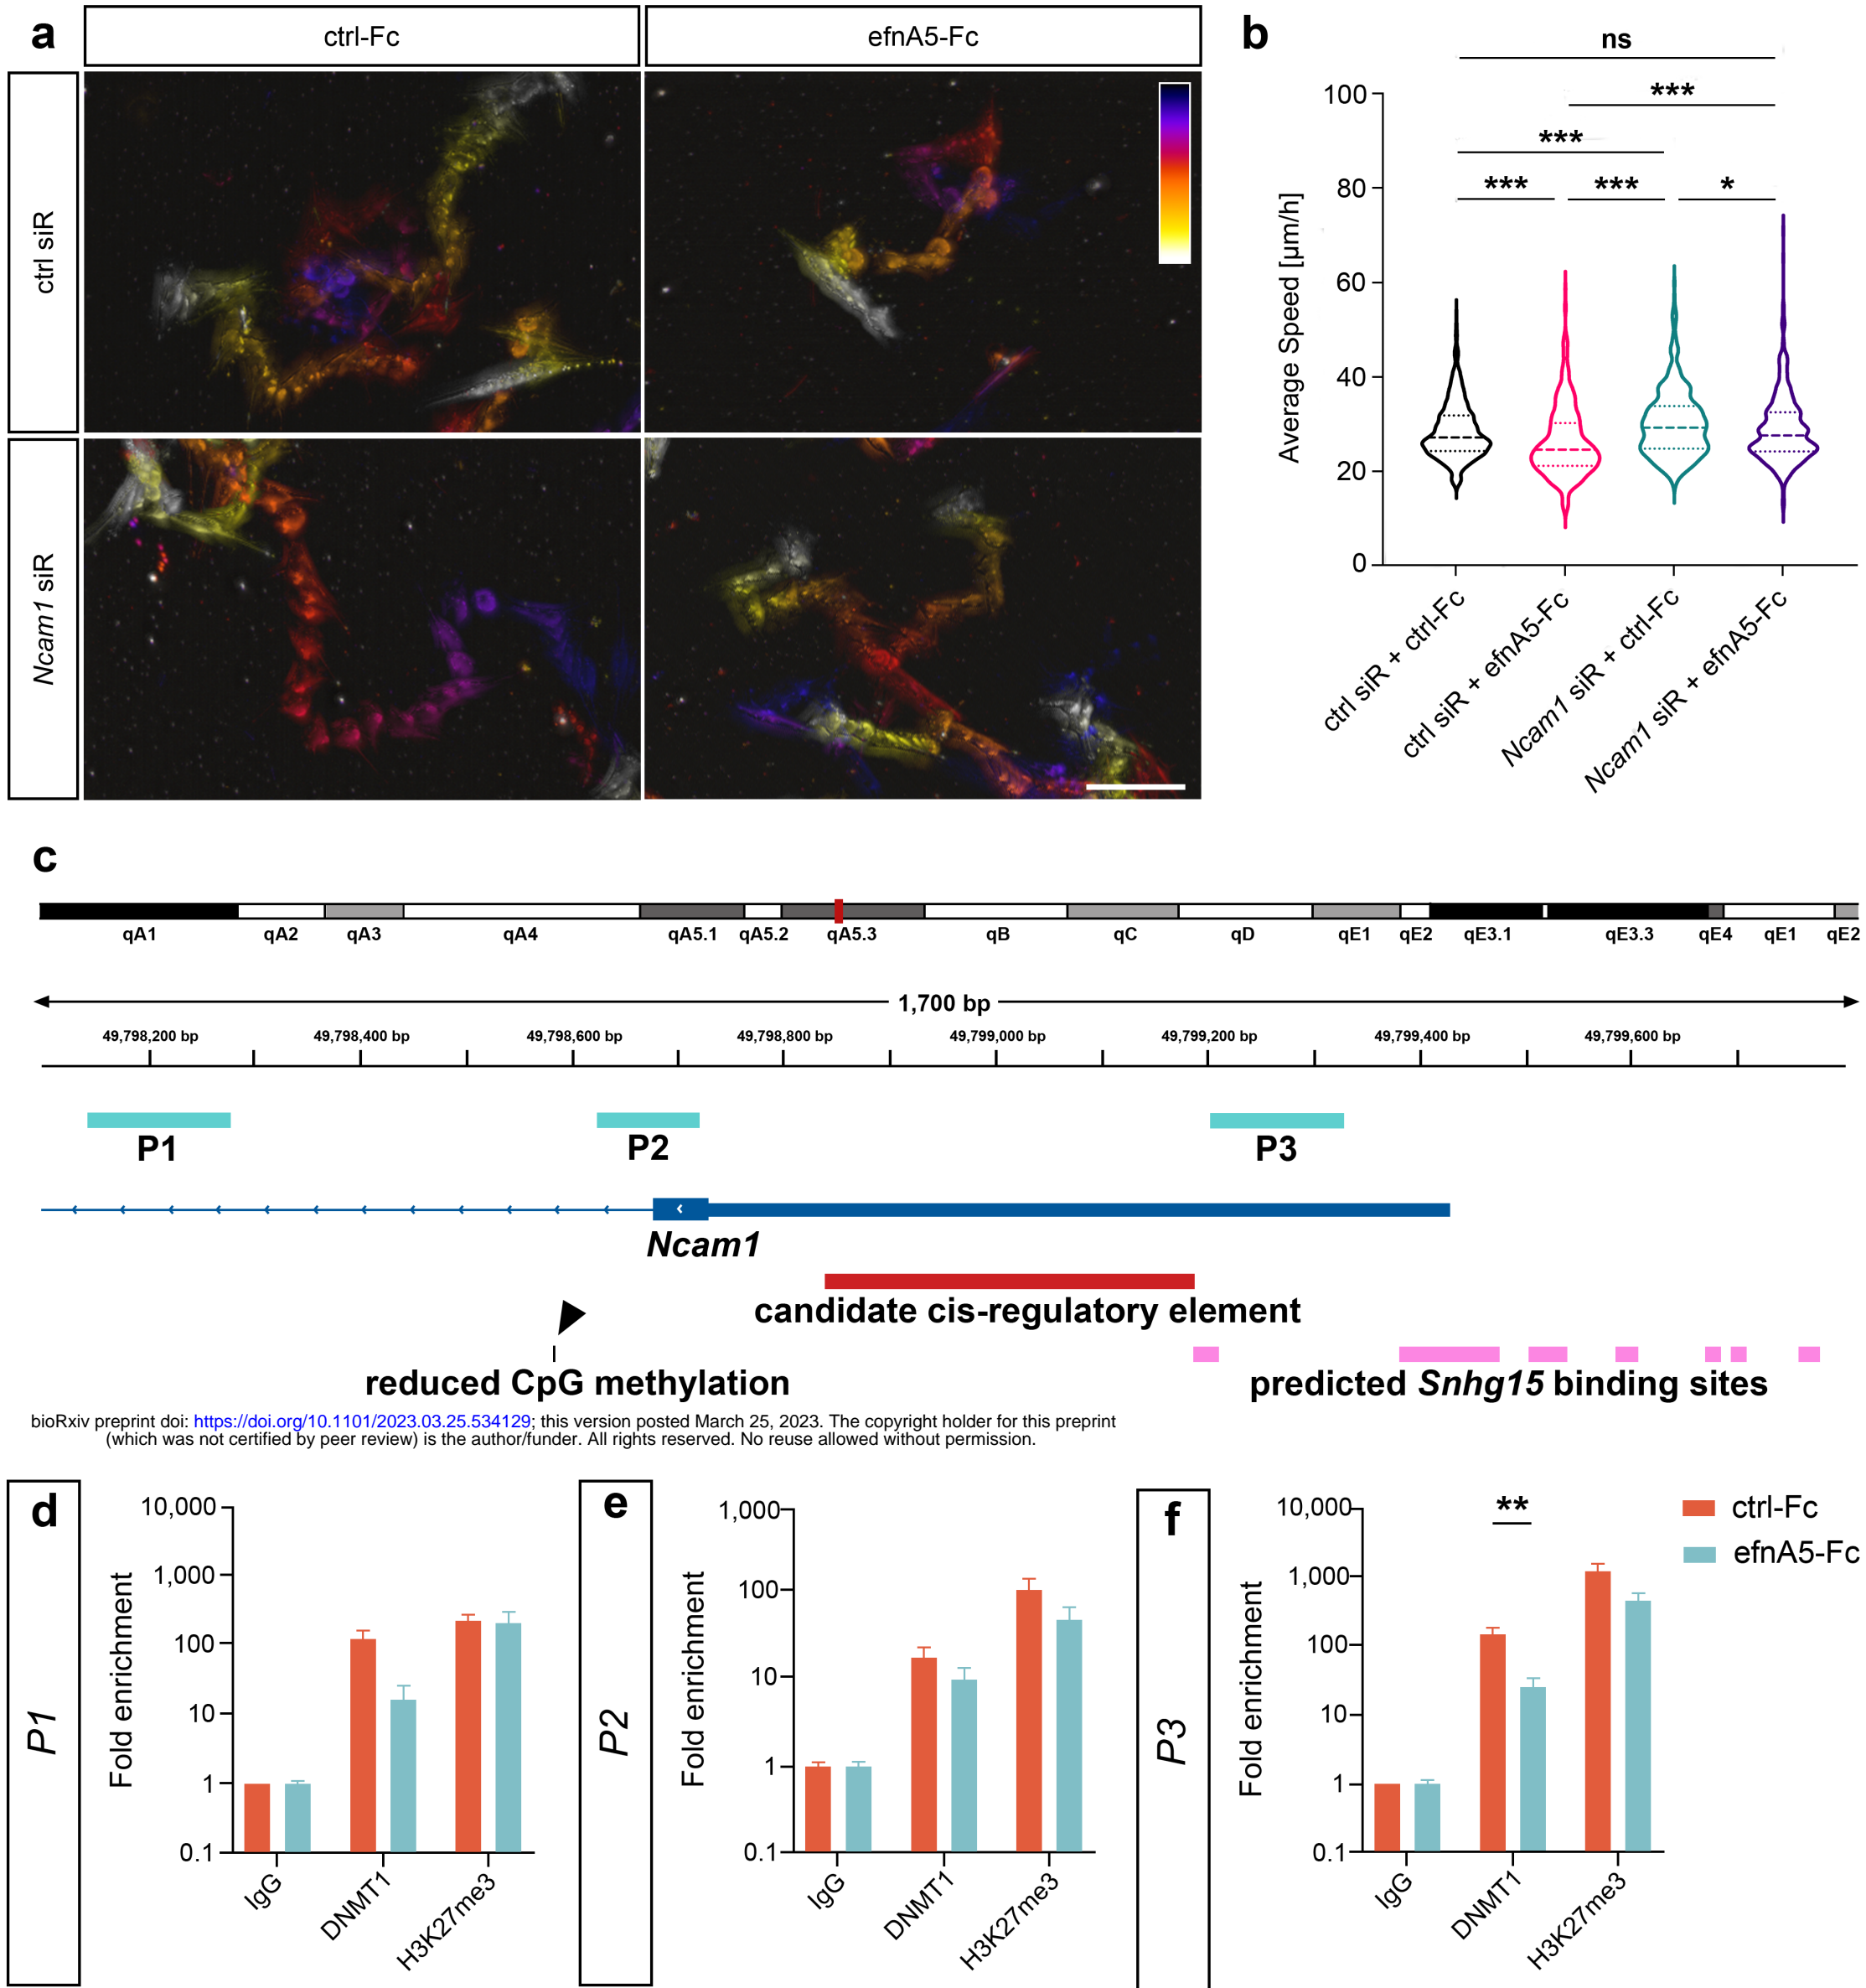 a
ctrl-Fc
efnA5-Fc
ctrl siR
Ncam1 siR
b
ns
***
***
*** *** *
Average Speed [µm/h]
100
80
60
40
20
0
ctrl siR + ctrl-Fc
ctrl siR + efnA5-Fc
Ncam1 siR + ctrl-Fc
Ncam1 siR + efnA5-Fc
c
qA1 qA2 qA3 qA4 qA5.1 qA5.2 qA5.3 qB qC qD qE1 qE2 qE3.1 qE3.3 qE4 qE1 qE2
1,700 bp
49,798,200 bp 49,798,400 bp 49,798,600 bp 49,798,800 bp 49,799,000 bp 49,799,200 bp 49,799,400 bp 49,799,600 bp
P1 P2 P3
Ncam1
candidate cis-regulatory element
reduced CpG methylation
predicted Snhg15 binding sites
bioRxiv preprint doi: https://doi.org/10.1101/2023.03.25.534129; this version posted March 25, 2023. The copyright holder for this preprint
(which was not certified by peer review) is the author/funder. All rights reserved. No reuse allowed without permission.
d
P1
Fold enrichment
10,000
1,000
100
10
1
0.1
IgG
DNMT1
H3K27me3
e
P2
Fold enrichment
1,000
100
10
1
0.1
IgG
DNMT1
H3K27me3
f
P3
Fold enrichment
10,000
1,000
100
10
1
0.1
**
IgG
DNMT1
H3K27me3
ctrl-Fc
efnA5-Fc